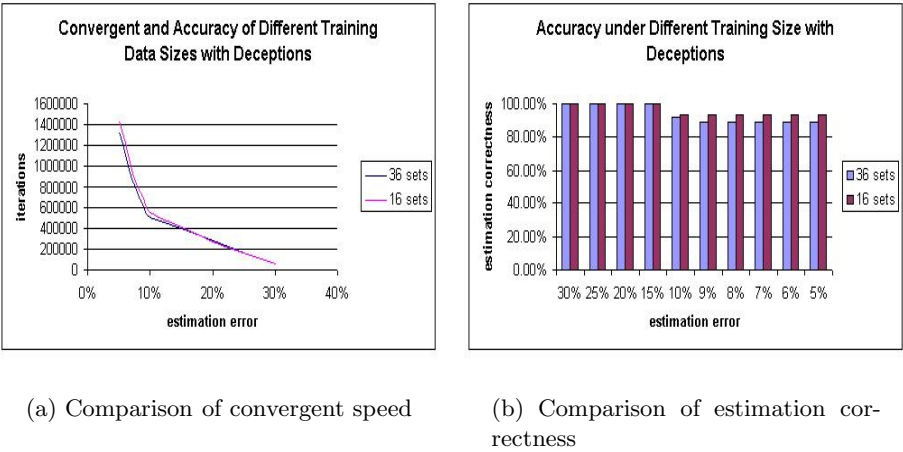 Convergent and Accuracy of Different Training
Data Sizes with Deceptions
iterations
1600000
1400000
1200000
1000000
800000
600000
400000
200000
0
0% 10% 20% 30% 40%
estimation error
36 sets
16 sets
(a) Comparison of convergent speed
Accuracy under Different Training Size with
Deceptions
estimation correctness
100.00%
80.00%
60.00%
40.00%
20.00%
0.00%
30% 25% 20% 15% 10% 9% 8% 7% 6% 5%
estimation error
36 sets
16 sets
(b) Comparison of estimation cor-
rectness